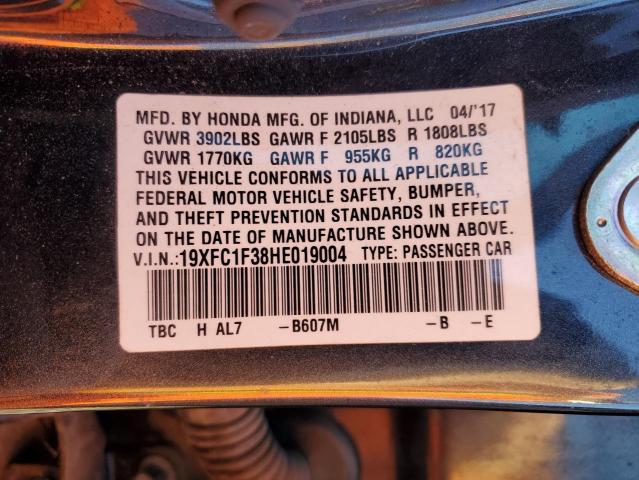 MFD. BY HONDA MFG. OF INDIANA, LLC 04/'17
GVWR 3902LBS GAWR F 2105LBS R 1808LBS
GVWR 1770KG GAWR F 955KG R 820KG
THIS VEHICLE CONFORMS TO ALL APPLICABLE
FEDERAL MOTOR VEHICLE SAFETY, BUMPER,
AND THEFT PREVENTION STANDARDS IN EFFECT
ON THE DATE OF MANUFACTURE SHOWN ABOVE.
V.I.N.:19XFC1F38HE019004 TYPE: PASSENGER CAR
TBC H AL7 -B607M -B -E